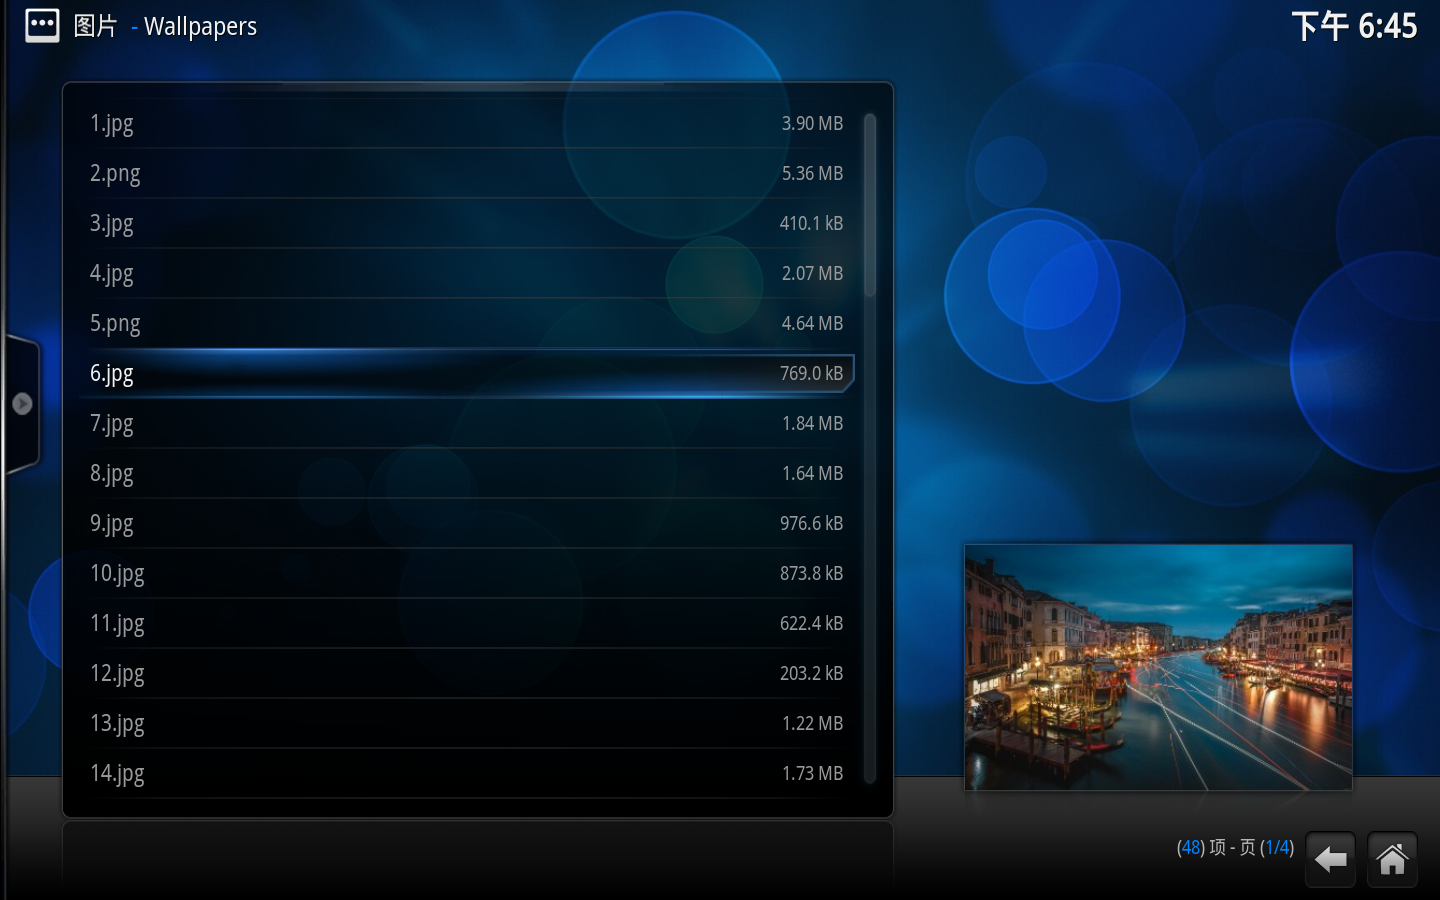 图片 - Wallpapers
下午 6:45
1.jpg 3.90 MB
2.png 5.36 MB
3.jpg 410.1 kB
4.jpg 2.07 MB
5.png 4.64 MB
6.jpg 769.0 kB
7.jpg 1.84 MB
8.jpg 1.64 MB
9.jpg 976.6 kB
10.jpg 873.8 kB
11.jpg 622.4 kB
12.jpg 203.2 kB
13.jpg 1.22 MB
14.jpg 1.73 MB
(48) 项 - 页 (1/4)